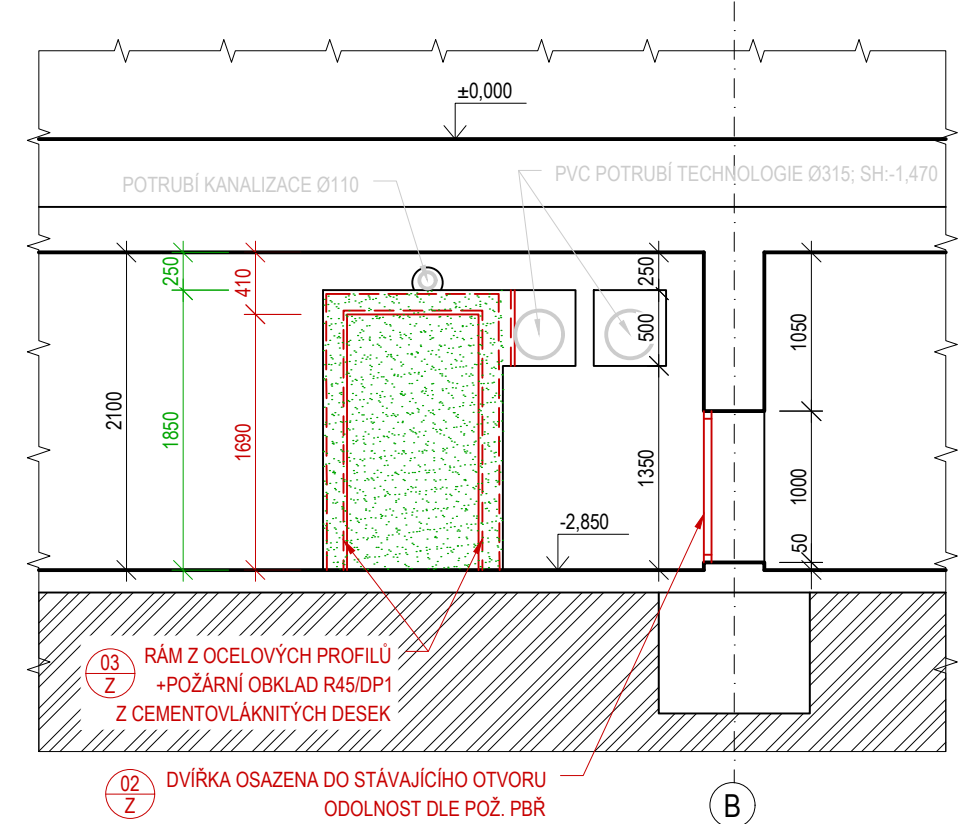 ±0,000
POTRUBÍ KANALIZACE Ø110
PVC POTRUBÍ TECHNOLOGIE Ø315; SH:-1,470
250
410
250
500
1050
2100
1850
1690
1350
1000
50
-2,850
03
Z
RÁM Z OCELOVÝCH PROFILŮ
+POŽÁRNÍ OBKLAD R45/DP1
Z CEMENTOVLÁKNITÝCH DESEK
02
Z
DVÍŘKA OSAZENA DO STÁVAJÍCÍHO OTVORU
ODOLNOST DLE POŽ. PBŘ
B